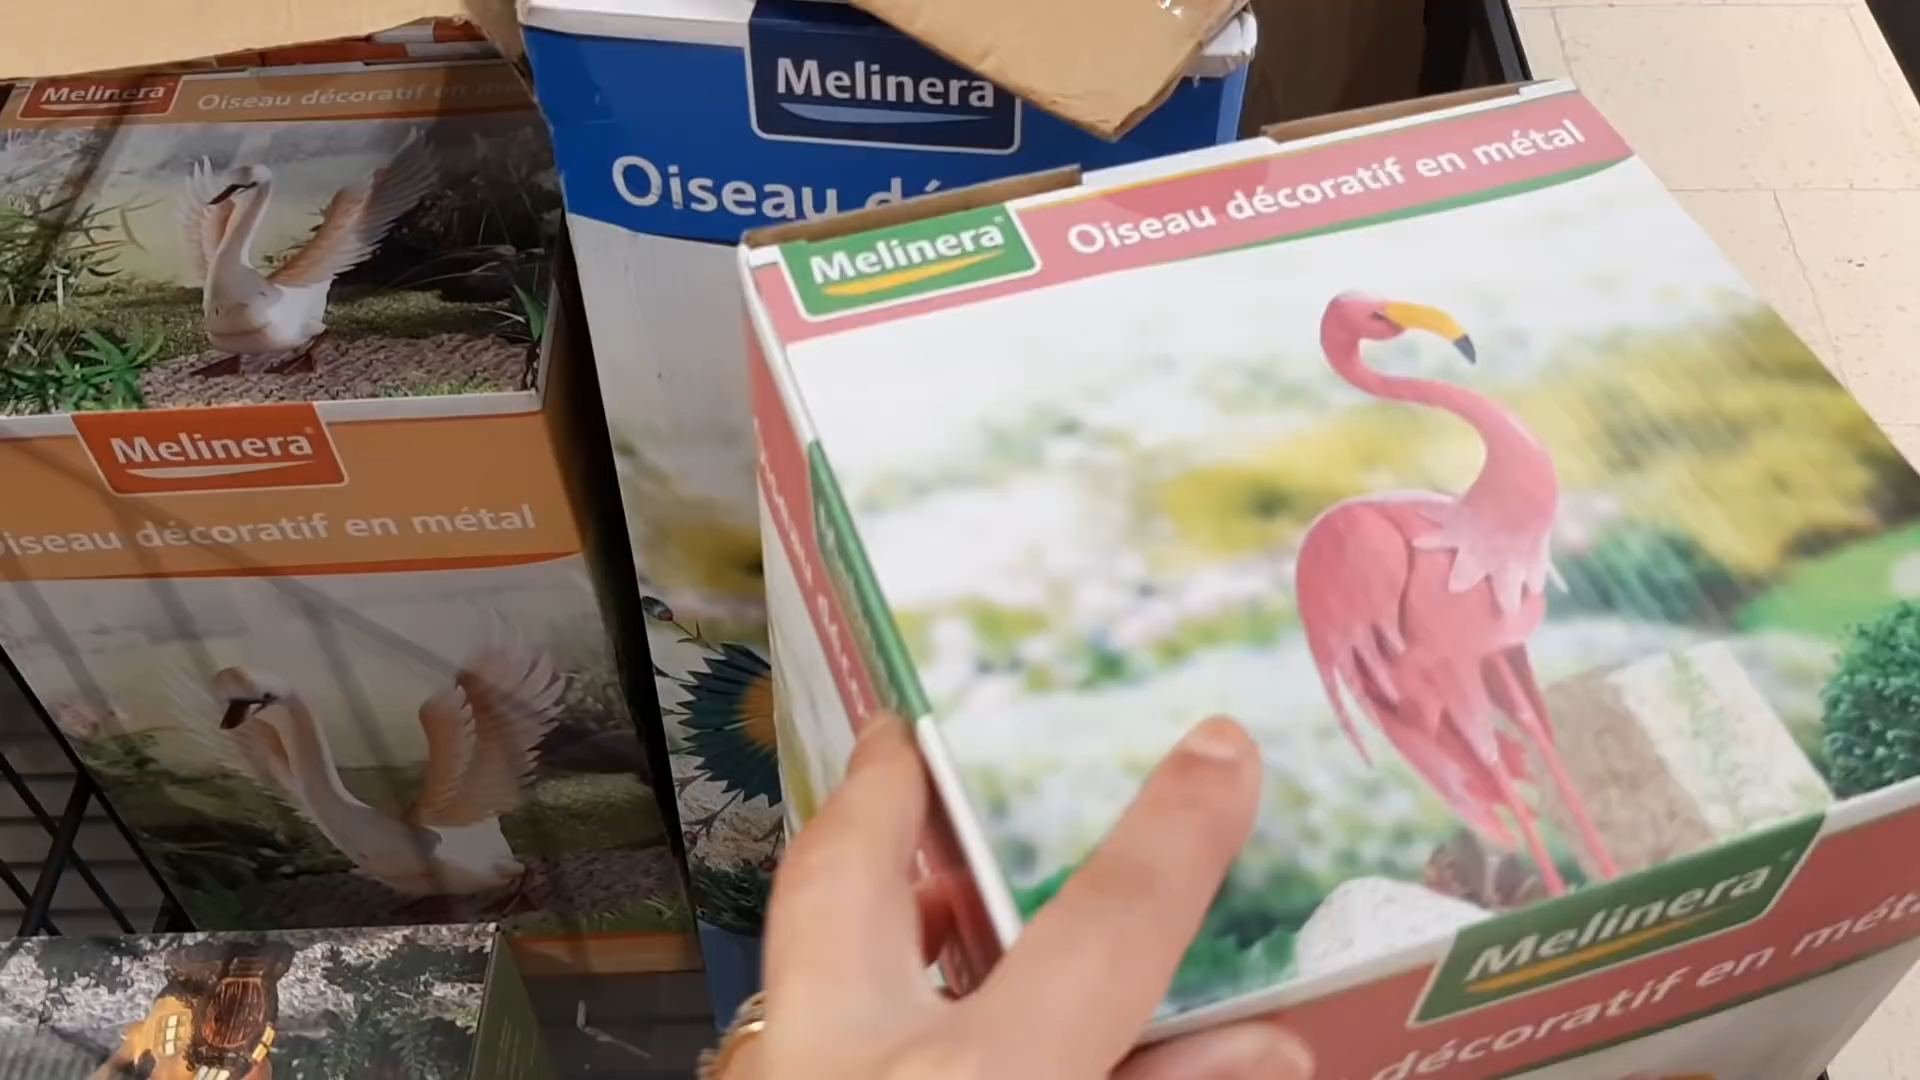 Melinera
Oiseau décoratif en
Melinera
Oiseau
Melinera
Oiseau décoratif en métal
Melinera
oiseau décoratif en métal
Melinera
décoratif en